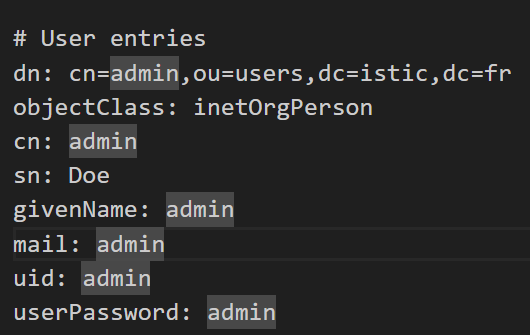 # User entries
dn: cn=admin,ou=users,dc=istic,dc=fr
objectClass: inetOrgPerson
cn: admin
sn: Doe
givenName: admin
mail: admin
uid: admin
userPassword: admin